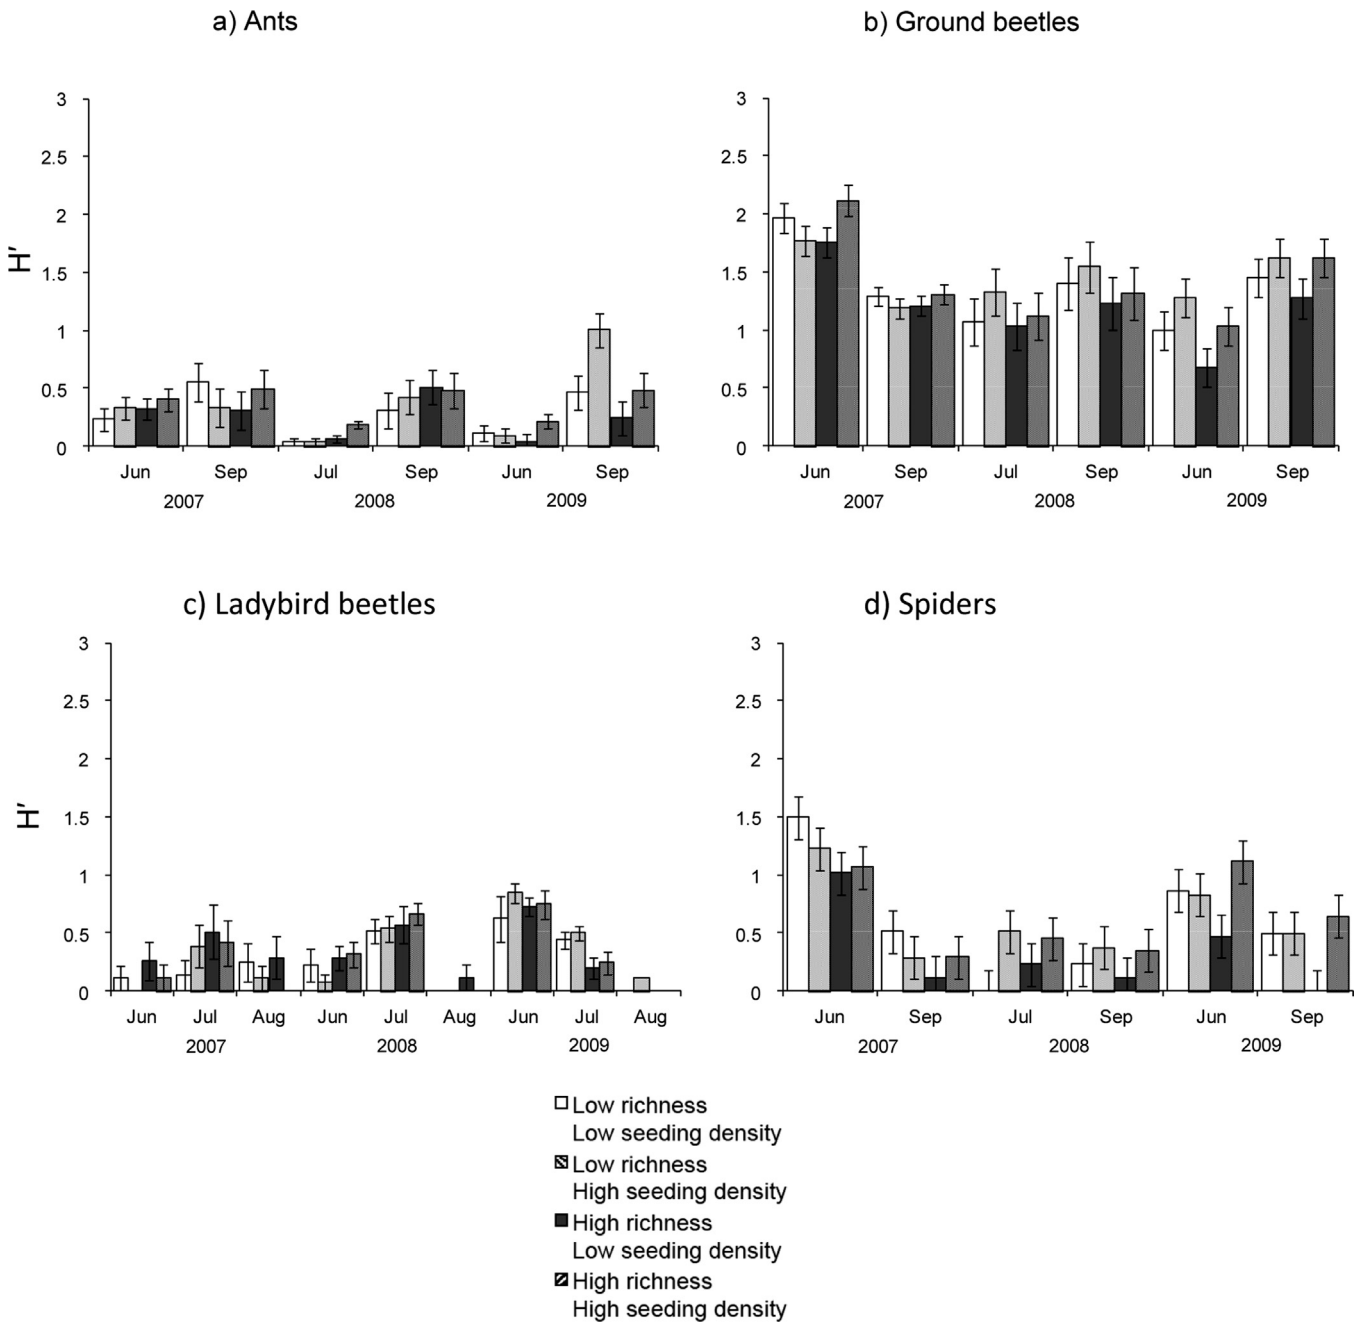 a) Ants
b) Ground beetles
3
2.5
2
1.5
1
0.5
0
H′
Jun Sep Jul Sep Jun Sep
2007 2008 2009
3
2.5
2
1.5
1
0.5
0
Jun Sep Jul Sep Jun Sep
2007 2008 2009
c) Ladybird beetles
d) Spiders
3
2.5
2
1.5
1
0.5
0
H′
Jun Jul Aug Jun Jul Aug Jun Jul Aug
2007 2008 2009
3
2.5
2
1.5
1
0.5
0
Jun Sep Jul Sep Jun Sep
2007 2008 2009
Low richness
Low seeding density
Low richness
High seeding density
High richness
Low seeding density
High richness
High seeding density